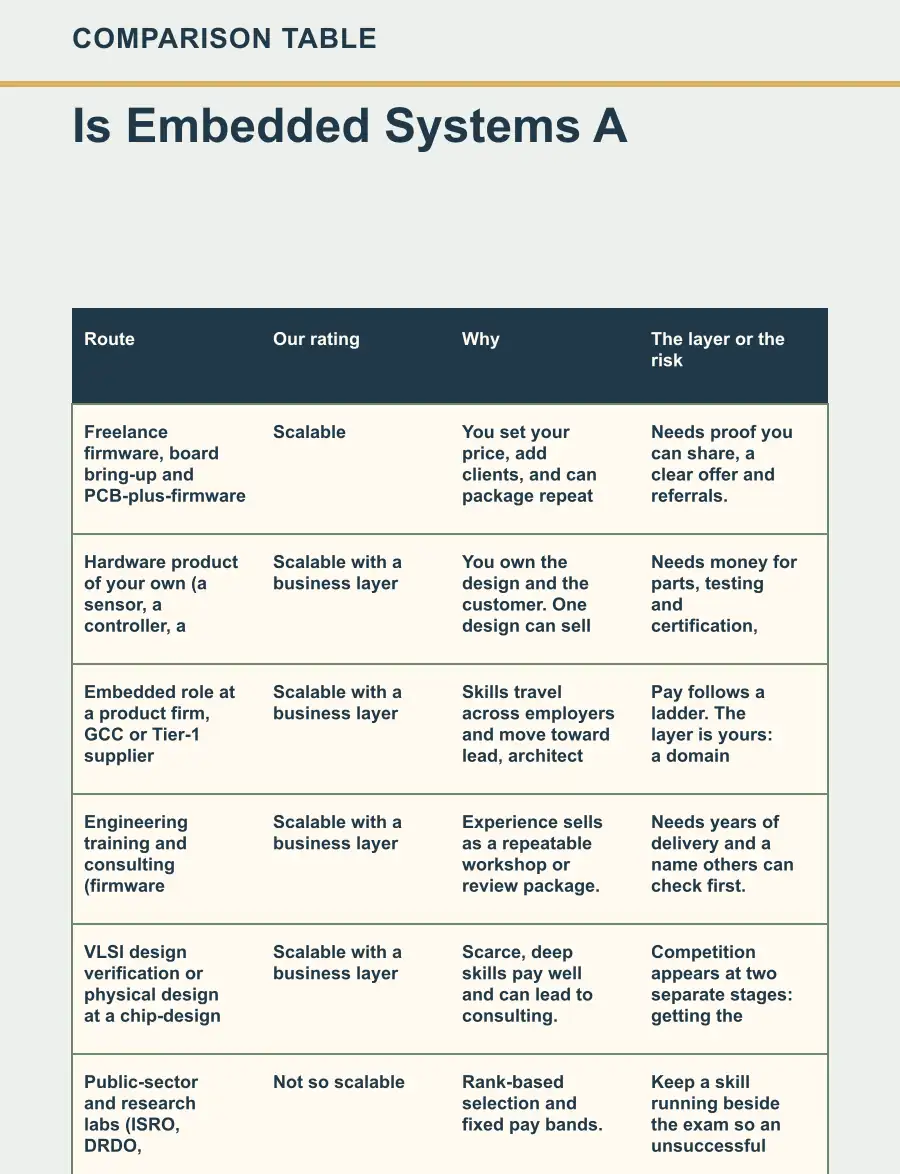 COMPARISON TABLE
Is Embedded Systems A
Route
Our rating
Why
The layer or the
risk
Freelance
firmware, board
bring-up and
PCB-plus-firmware
Scalable
You set your
price, add
clients, and can
package repeat
Needs proof you
can share, a
clear offer and
referrals.
Hardware product
of your own (a
sensor, a
controller, a
Scalable with a
business layer
You own the
design and the
customer. One
design can sell
Needs money for
parts, testing
and
certification,
Embedded role at
a product firm,
GCC or Tier-1
supplier
Scalable with a
business layer
Skills travel
across employers
and move toward
lead, architect
Pay follows a
ladder. The
layer is yours:
a domain
Engineering
training and
consulting
(firmware
Scalable with a
business layer
Experience sells
as a repeatable
workshop or
review package.
Needs years of
delivery and a
name others can
check first.
VLSI design
verification or
physical design
at a chip-design
Scalable with a
business layer
Scarce, deep
skills pay well
and can lead to
consulting.
Competition
appears at two
separate stages:
getting the
Public-sector
and research
labs (ISRO,
DRDO,
Not so scalable
Rank-based
selection and
fixed pay bands.
Keep a skill
running beside
the exam so an
unsuccessful